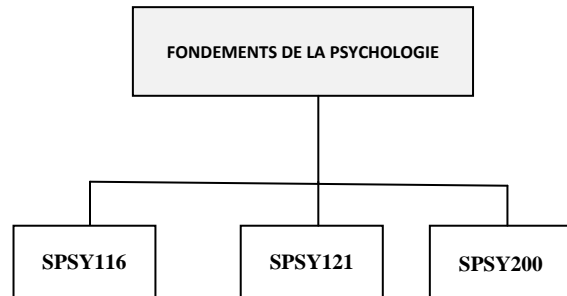 FONDEMENTS DE LA PSYCHOLOGIE
SPSY116
SPSY121
SPSY200